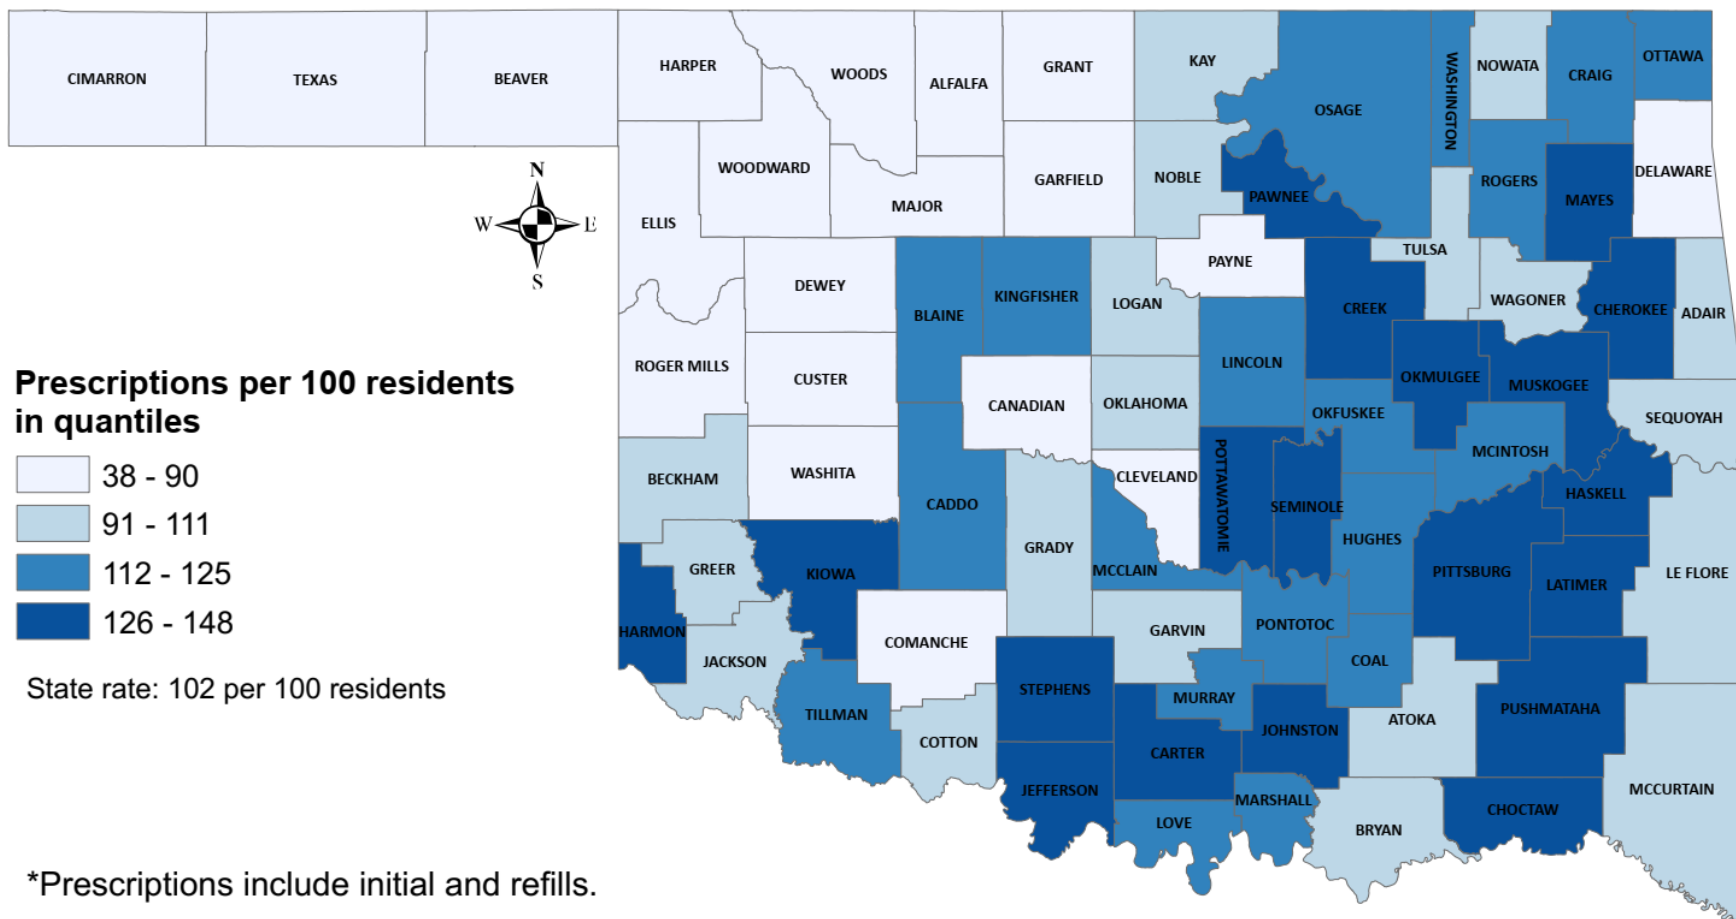 CIMARRON
TEXAS
BEAVER
HARPER
WOODS
ALFALFA
GRANT
KAY
OSAGE
WASHINGTON
NOWATA
CRAIG
OTTAWA
ELLIS
WOODWARD
MAJOR
GARFIELD
NOBLE
PAWNEE
ROGERS
MAYES
DELAWARE
N
W
E
S
DEWEY
BLAINE
KINGFISHER
LOGAN
PAYNE
CREEK
TULSA
WAGONER
CHEROKEE
ADAIR
ROGER MILLS
CUSTER
CANADIAN
OKLAHOMA
LINCOLN
OKFUSKEE
OKMULGEE
MUSKOGEE
SEQUOYAH
Prescriptions per 100 residents
in quantiles
38 - 90
91 - 111
112 - 125
126 - 148
State rate: 102 per 100 residents
BECKHAM
WASHITA
CADDO
GRADY
CLEVELAND
MCCLAIN
POTTAWATOMIE
SEMINOLE
HUGHES
MCINTOSH
HASKELL
PITTSBURG
LATIMER
LE FLORE
HARMON
GREER
KIOWA
JACKSON
COMANCHE
TILLMAN
COTTON
STEPHENS
JEFFERSON
GARVIN
MURRAY
PONTOTOC
COAL
CARTER
JOHNSTON
ATOKA
PUSHMATAHA
LOVE
MARSHALL
BRYAN
CHOCTAW
MCCURTAIN
*Prescriptions include initial and refills.